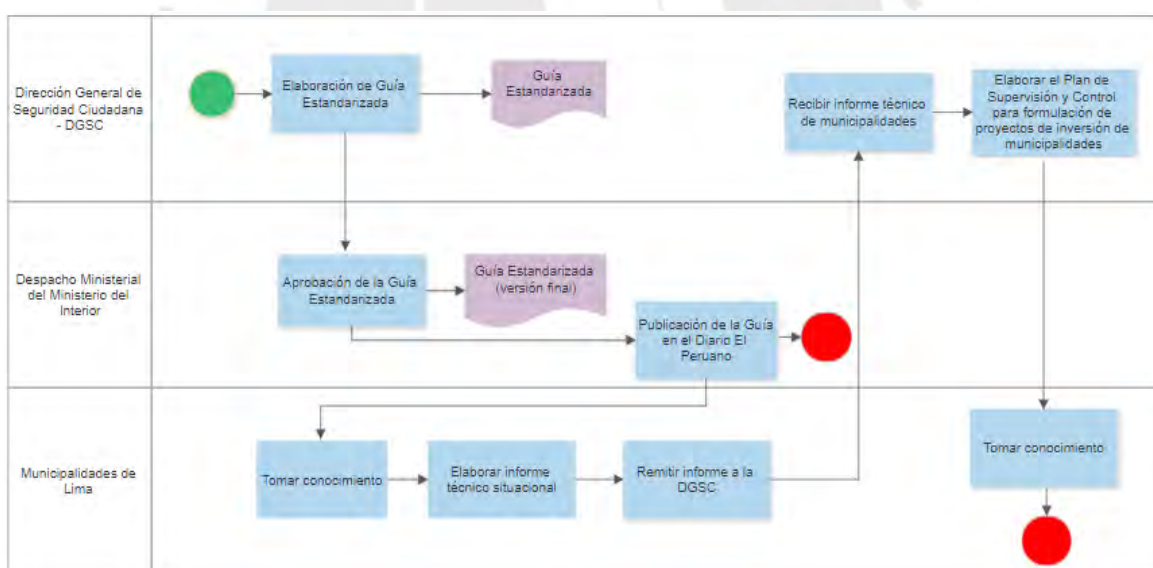 Dirección General de
Seguridad Ciudadana
- DGSC
Elaboración de Guía
Estandarizada
Guía
Estandarizada
Recibir informe técnico
de municipalidades
Elaborar el Plan de
Supervisión y Control
para formulación de
proyectos de inversión de
municipalidades
Despacho Ministerial
del Ministerio del
Interior
Aprobación de la Guía
Estandarizada
Guía Estandarizada
(versión final)
Publicación de la Guía
en el Diario El
Peruano
Municipalidades de
Lima
Tomar conocimiento
Elaborar informe
técnico situacional
Remitir informe a la
DGSC
Tomar conocimiento